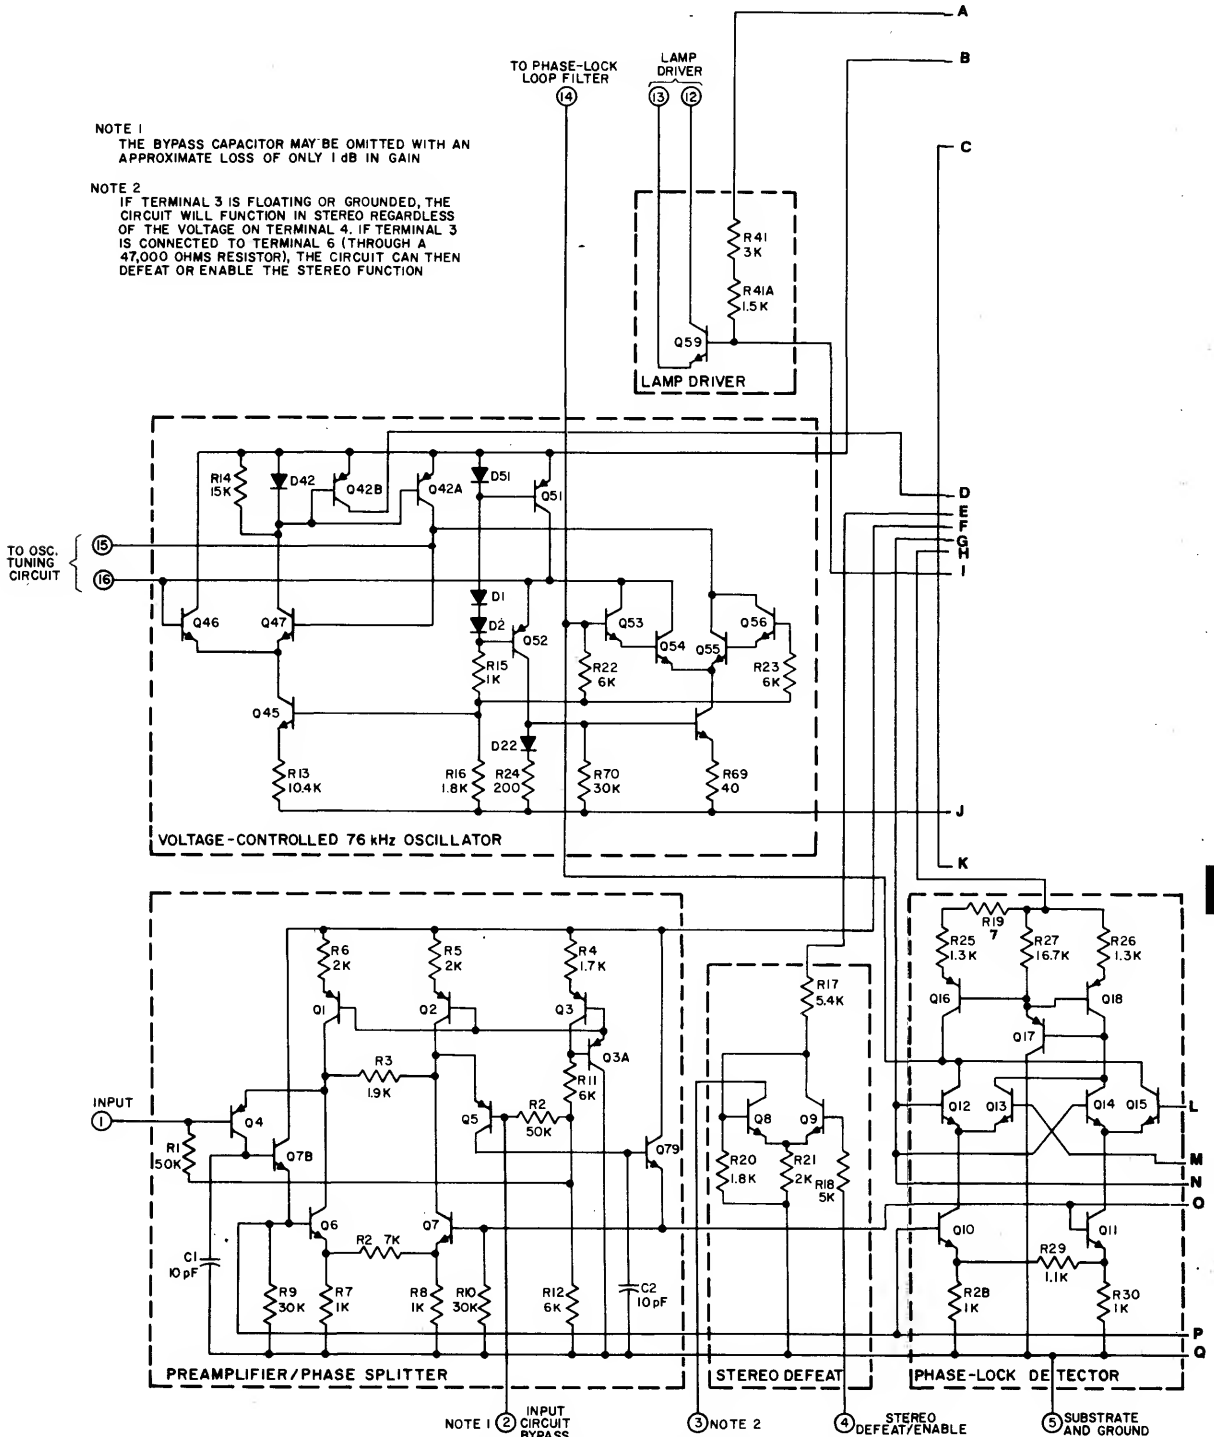 A
B
TO PHASE-LOCK
LOOP FILTER
14
LAMP
DRIVER
13
12
NOTE 1
THE BYPASS CAPACITOR MAY BE OMITTED WITH AN
APPROXIMATE LOSS OF ONLY 1 dB IN GAIN
C
NOTE 2
IF TERMINAL 3 IS FLOATING OR GROUNDED, THE
CIRCUIT WILL FUNCTION IN STEREO REGARDLESS
OF THE VOLTAGE ON TERMINAL 4. IF TERMINAL 3
IS CONNECTED TO TERMINAL 6 (THROUGH A
47,000 OHMS RESISTOR), THE CIRCUIT CAN THEN
DEFEAT OR ENABLE THE STEREO FUNCTION
R41
3K
R41A
1.5K
Q59
LAMP DRIVER
R14
15K
D42
Q42B
Q42A
D51
Q51
D
E
F
G
H
I
TO OSC.
TUNING
CIRCUIT
15
16
Q46
Q47
D1
D2
Q52
Q53
Q54
Q55
Q56
R15
1K
R22
6K
R23
6K
Q45
D22
R13
10.4K
R16
1.8K
R24
200
R70
30K
R69
40
J
VOLTAGE-CONTROLLED 76 kHz OSCILLATOR
K
R6
2K
R5
2K
R4
1.7K
Q1
Q2
Q3
Q3A
R3
1.9K
R11
6K
INPUT
1
Q4
Q5
R2
50K
R1
50K
Q7B
Q79
Q6
Q7
R2 7K
C1
10pF
R9
30K
R7
1K
R8
1K
R10
30K
R12
6K
C2
10pF
PREAMPLIFIER/PHASE SPLITTER
R17
5.4K
Q8
Q9
R20
1.8K
R21
2K
R18
5K
STEREO DEFEAT
R19
7
R25
1.3K
R27
16.7K
R26
1.3K
Q16
Q18
Q17
Q12
Q13
Q14
Q15
L
M
N
O
Q10
Q11
R29
1.1K
R2B
1K
R30
1K
P
Q
PHASE-LOCK DETECTOR
NOTE 1
2
INPUT
CIRCUIT
BYPASS
3
NOTE 2
4
STEREO
DEFEAT/ENABLE
5
SUBSTRATE
AND GROUND